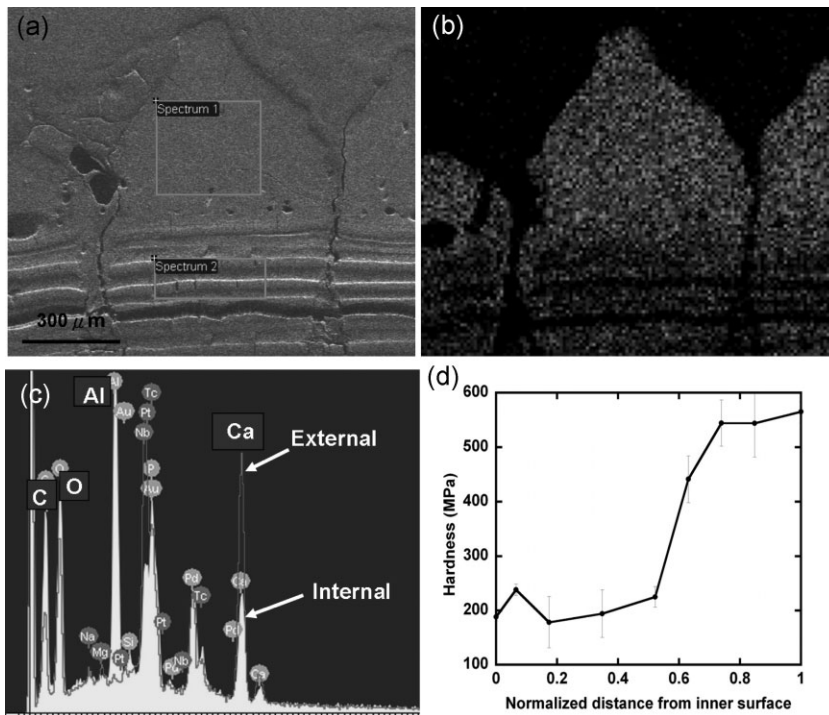 (a)
Spectrum 1
Spectrum 2
300 μm
(b)
(c)
Al
Au
Tc
Pt
Nb
C
O
P
Au
Ca
External
Internal
Pd
Tc
Na
Mg
Pt
Si
Pt
Nb
Pd
Ca
(d)
600
500
400
300
200
100
0
0.2
0.4
0.6
0.8
1
Hardness (MPa)
Normalized distance from inner surface